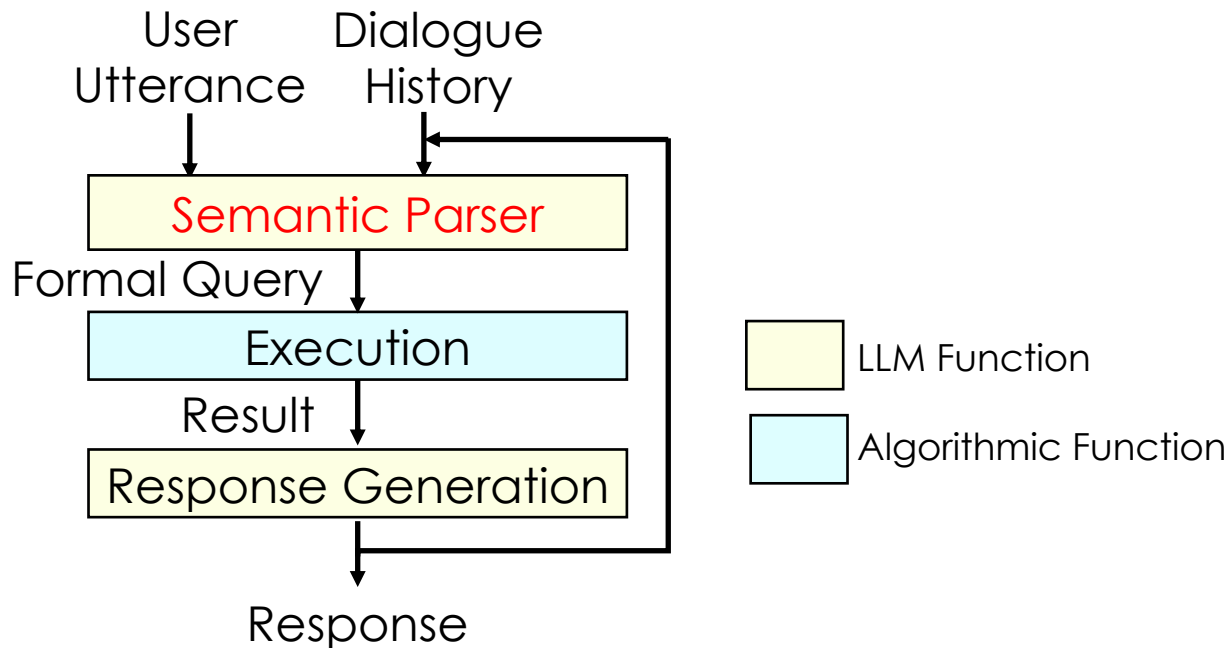 User
Utterance
Dialogue
History
Semantic Parser
Formal Query
Execution
Result
Response Generation
Response
LLM Function
Algorithmic Function